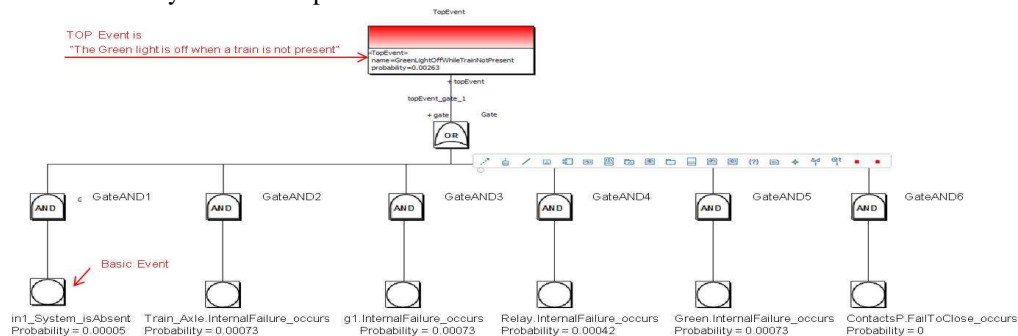 TopEvent
TOP Event is
"The Green light is off when a train is not present"
«TopEvent»
name=GreenLightOffWhileTrainNotPresent
probability=0.00263
+ topEvent
topEvent_gate_1
+ gate
Gate
OR
AND
GateAND1
AND
GateAND2
AND
GateAND3
AND
GateAND4
AND
GateAND5
AND
GateAND6
Basic Event
in1_System_isAbsent
Probability = 0.00005
Train_Axle.InternalFailure_occurs
Probability = 0.00073
g1.InternalFailure_occurs
Probability = 0.00073
Relay.InternalFailure_occurs
Probability = 0.00042
Green.InternalFailure_occurs
Probability = 0.00073
ContactsP.FailToClose_occurs
Probability = 0